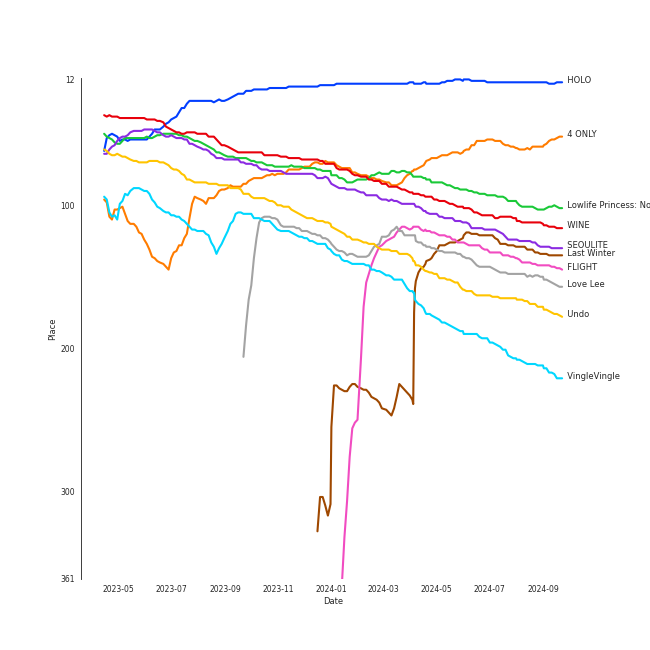 12
HOLO
4 ONLY
100
Lowlife Princess: No
WINE
SEOULITE
Last Winter
FLIGHT
Love Lee
Undo
Place
200
VingleVingle
300
361
2023-05 2023-07 2023-09 2023-11 2024-01 2024-03 2024-05 2024-07 2024-09
Date